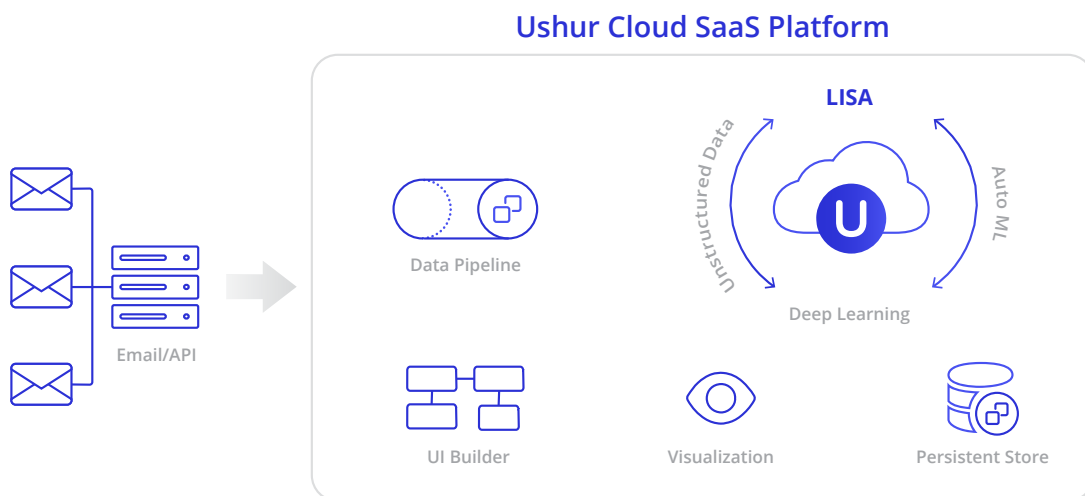 Ushur Cloud SaaS Platform
LISA
Unstructured Data
Auto ML
U
Data Pipeline
Deep Learning
Email/API
UI Builder
Visualization
Persistent Store